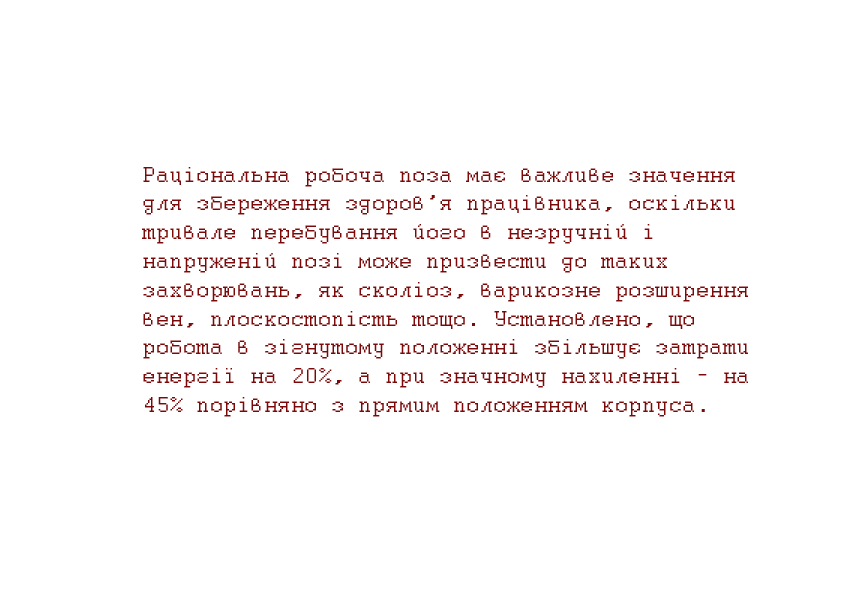 Раціональна робоча поза має важливе значення
для збереження здоров’я працівника, оскільки
тривале перебування його в незручній і
напруженій позі може призвести до таких
захворювань, як сколіоз, варикозне розширення
вен, плоскостопість тощо. Установлено, що
робота в зігнутому положенні збільшує затрати
енергії на 20%, а при значному нахиленні – на
45% порівняно з прямим положенням корпуса.